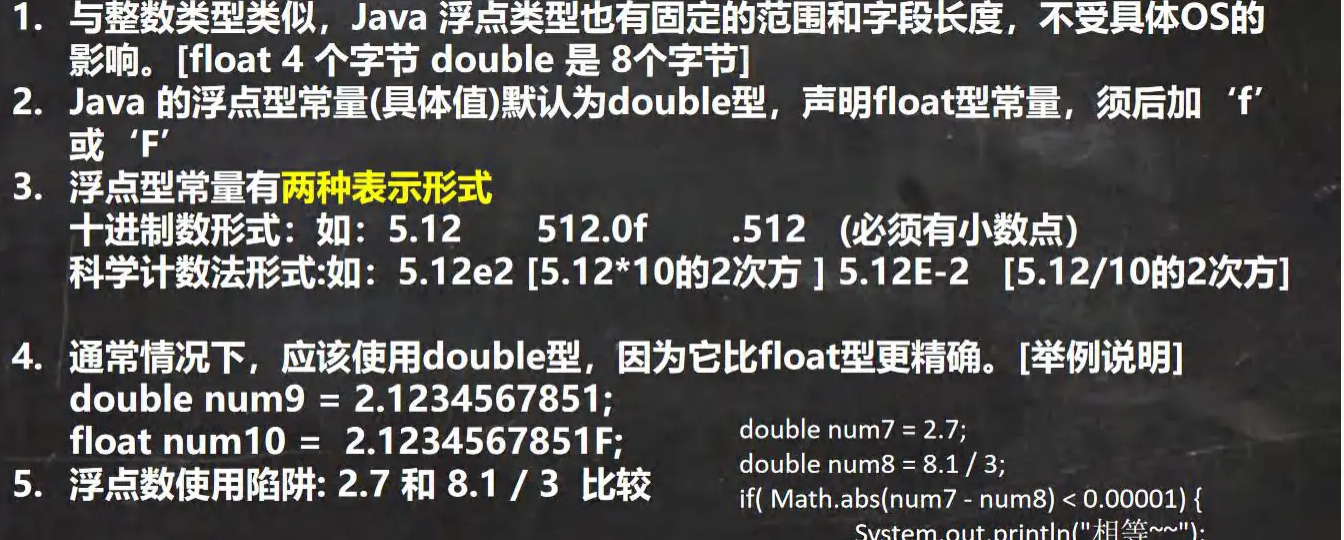 1. 与整数类型类似，Java 浮点类型也有固定的范围和字段长度，不受具体OS的
影响。[float 4 个字节 double 是 8个字节]
2. Java 的浮点型常量(具体值)默认为double型，声明float型常量，须后加‘f’
或‘F’
3. 浮点型常量有两种表示形式
十进制数形式：如：5.12 512.0f .512 (必须有小数点）
科学计数法形式:如：5.12e2 [5.12*10的2次方 ] 5.12E-2 [5.12/10的2次方]
4. 通常情况下，应该使用double型，因为它比float型更精确。[举例说明]
double num9 = 2.1234567851;
float num10 = 2.1234567851F;
5. 浮点数使用陷阱: 2.7 和 8.1 / 3 比较
double num7 = 2.7;
double num8 = 8.1 / 3;
if( Math.abs(num7 - num8) < 0.00001) {
System.out.println("相等~~");